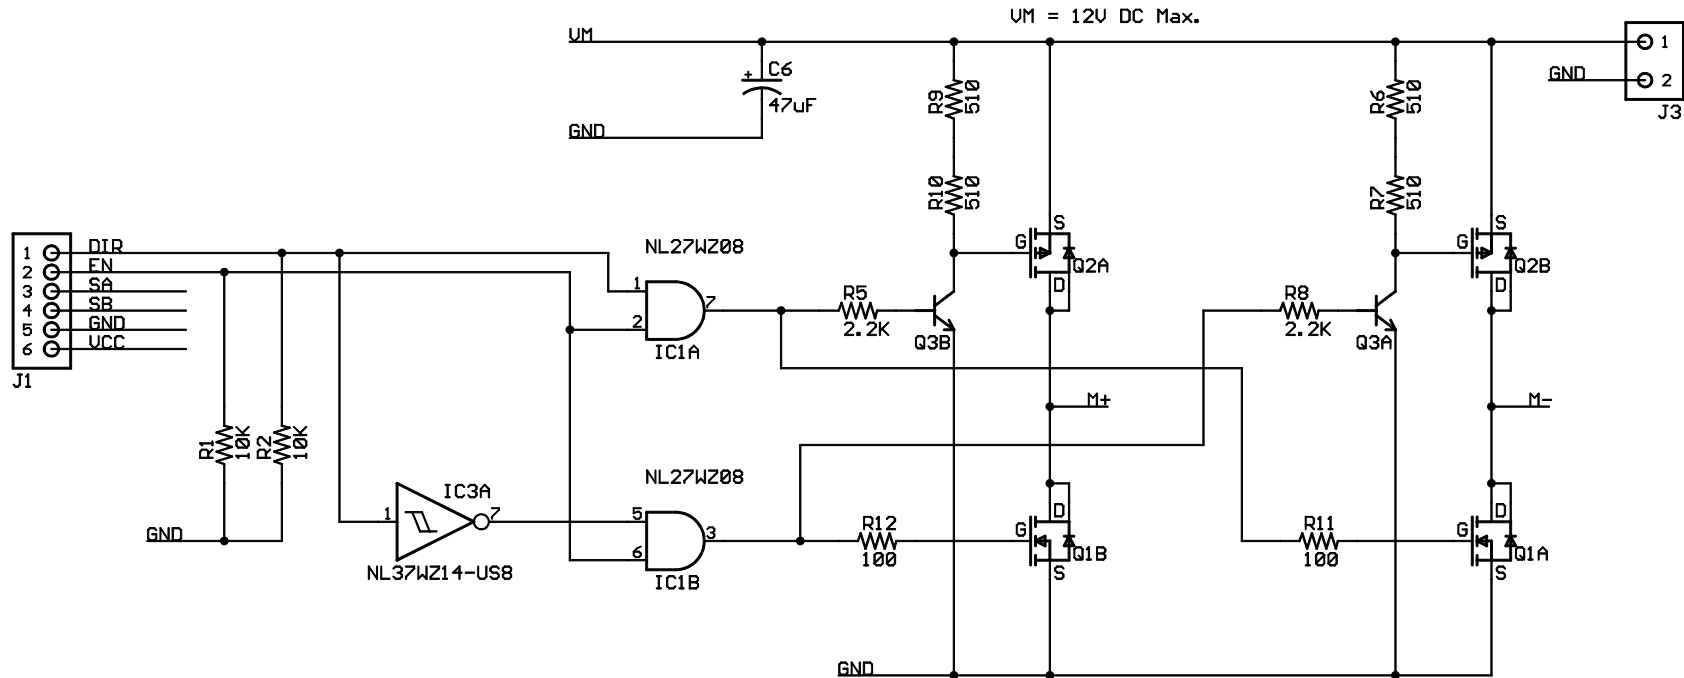 VM = 12V DC Max.
VM
1
C6
+
47uF
GND
2
J3
R9
510
R6
510
GND
R10
510
R7
510
1
DIR
2
EN
3
SA
4
SB
5
GND
6
VCC
J1
NL27WZ08
1
2
7
IC1A
R5
2.2K
Q3B
G
S
D
Q2A
R8
2.2K
Q3A
G
S
D
Q2B
M+
M-
R1
10K
R2
10K
GND
1
IC3A
7
NL37WZ14-US8
NL27WZ08
5
6
3
IC1B
R12
100
G
D
S
Q1B
R11
100
G
D
S
Q1A
GND